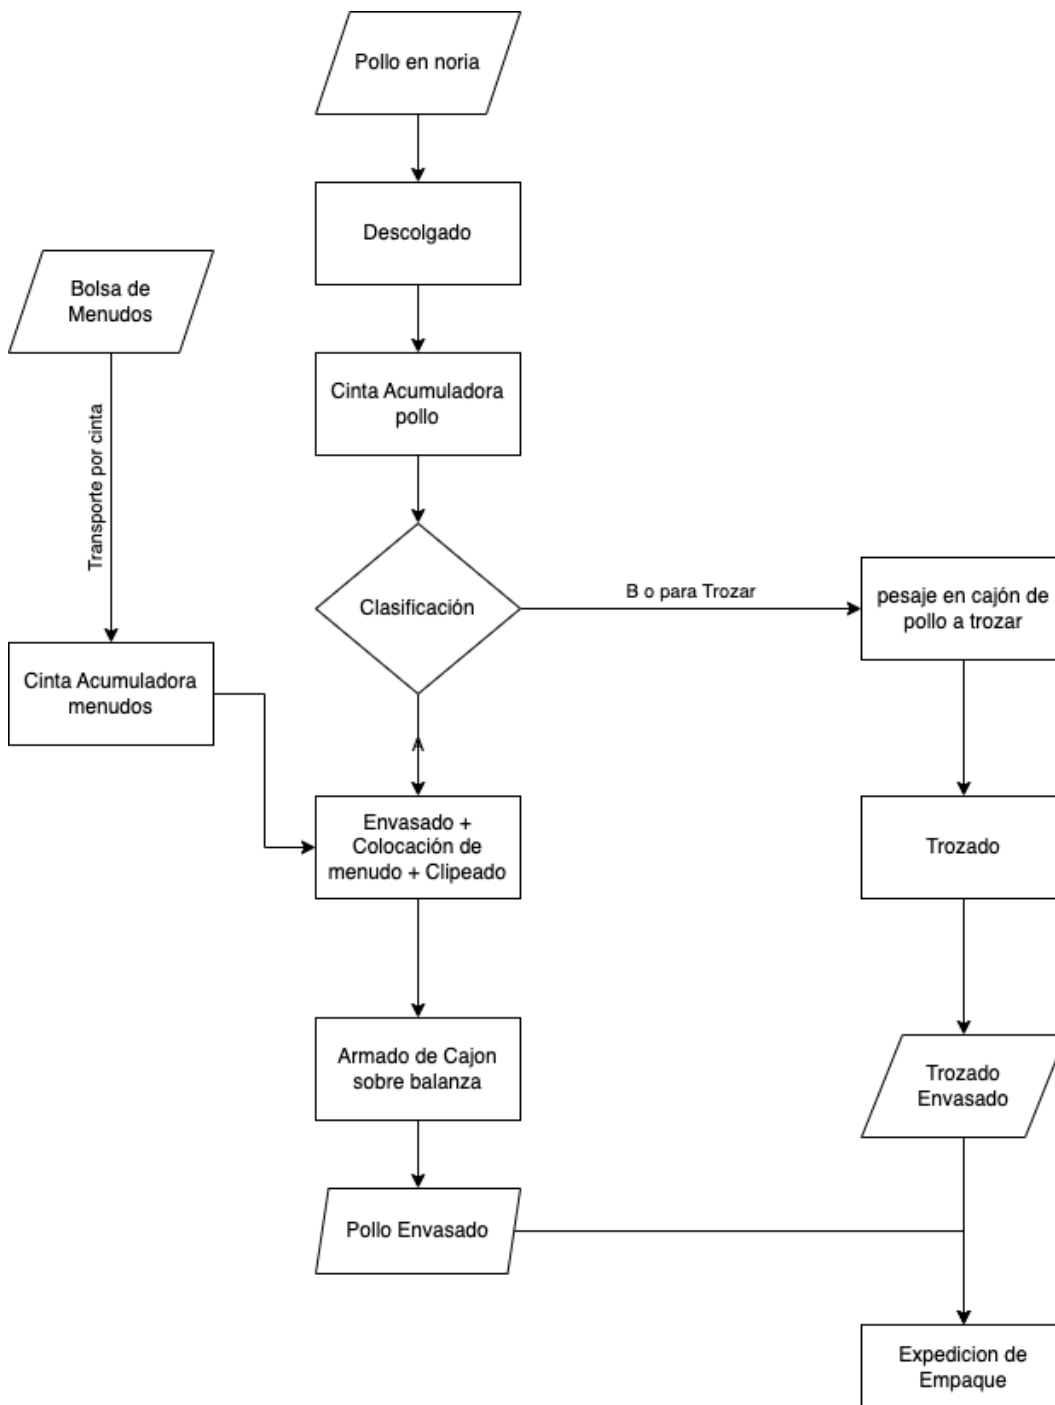 Pollo en noria
Descolgado
Bolsa de
Menudos
Transporte por cinta
Cinta Acumuladora
pollo
Clasificación
B o para Trozar
pesaje en cajón de
pollo a trozar
Cinta Acumuladora
menudos
A
Envasado +
Colocación de
menudo + Clipeado
Trozado
Armado de Cajon
sobre balanza
Trozado
Envasado
Pollo Envasado
Expedicion de
Empaque